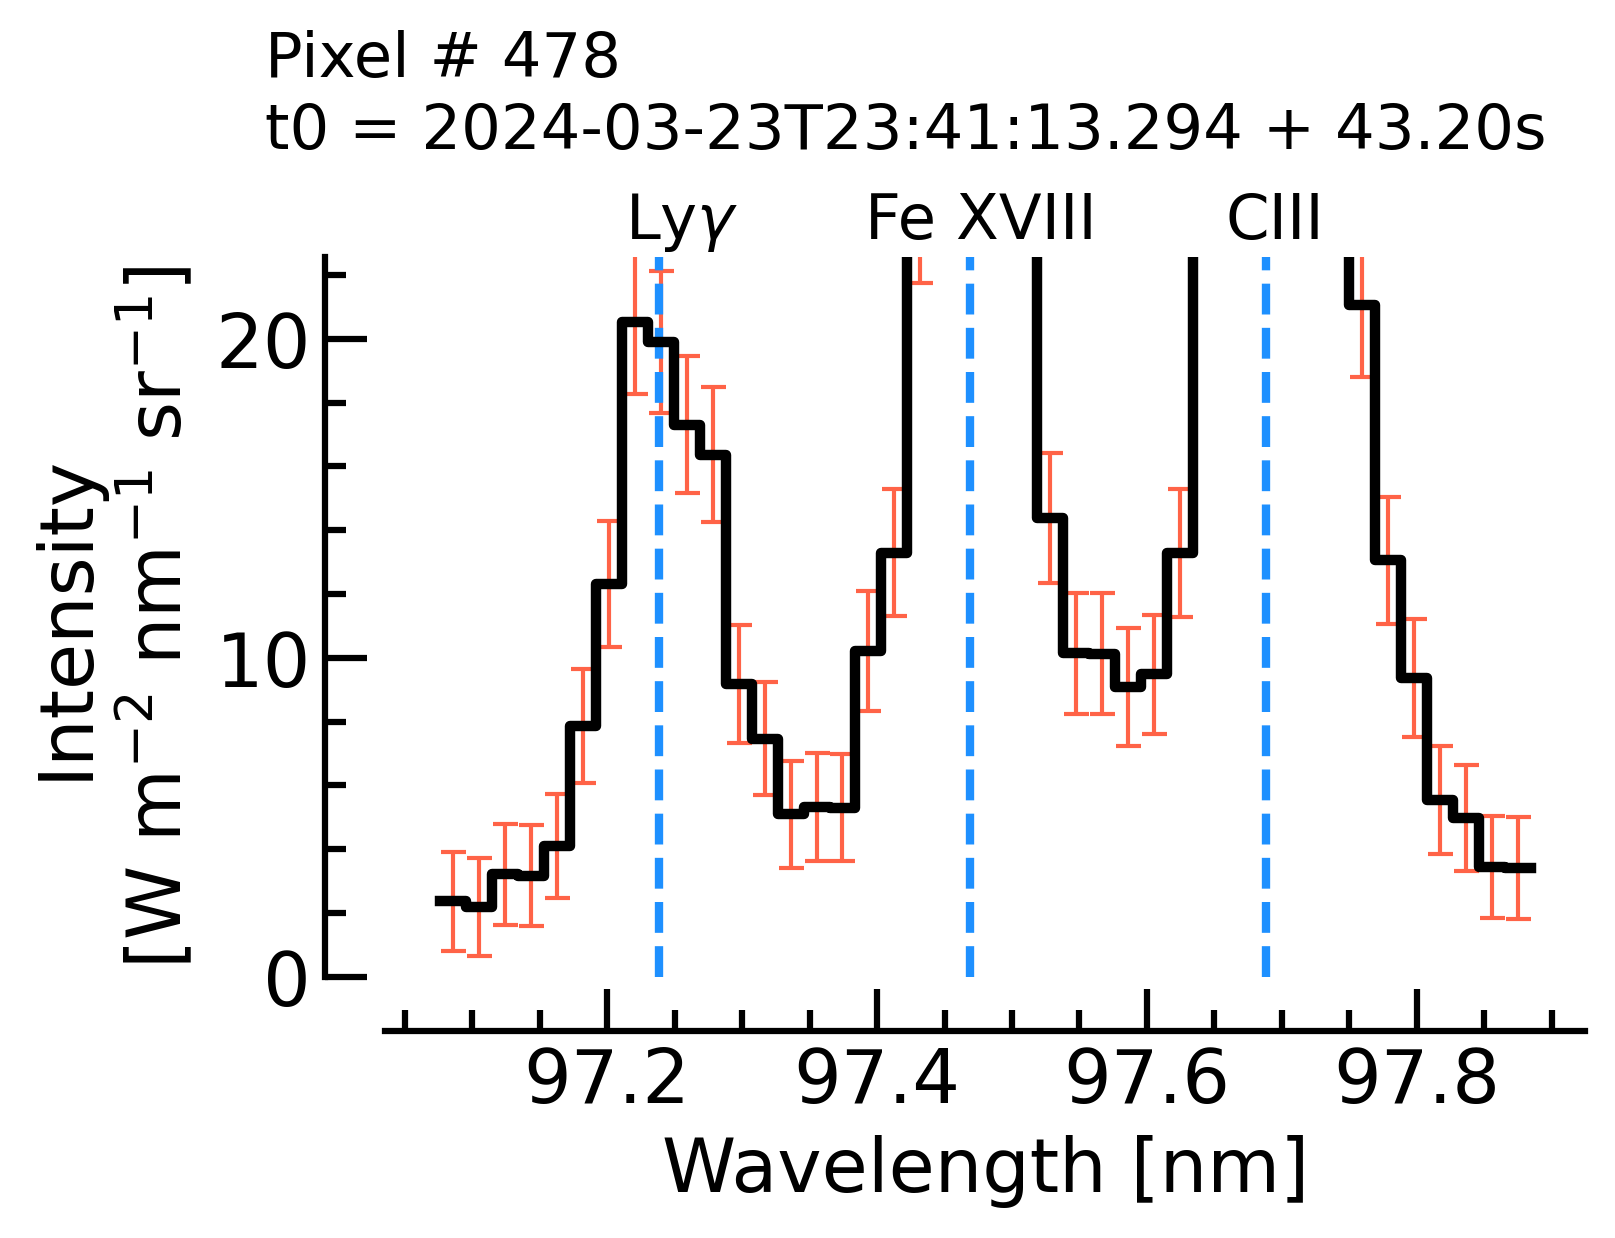 Pixel # 478
t0 = 2024-03-23T23:41:13.294 + 43.20s
Lyγ Fe XVIII CIII
Intensity
[W m⁻² nm⁻¹ sr⁻¹]
20
10
0
97.2 97.4 97.6 97.8
Wavelength [nm]